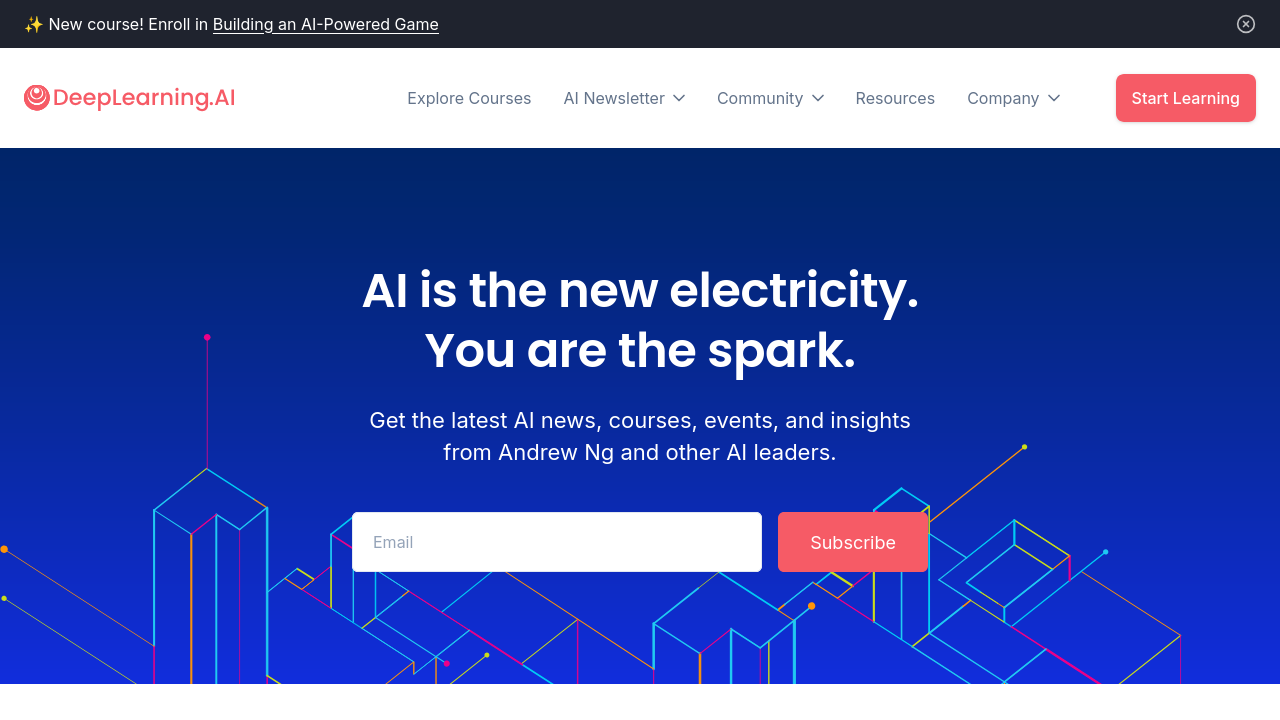 ✨ New course! Enroll in Building an AI-Powered Game
DeepLearning.AI
Explore Courses
AI Newsletter
Community
Resources
Company
Start Learning
AI is the new electricity.
You are the spark.
Get the latest AI news, courses, events, and insights
from Andrew Ng and other AI leaders.
Email
Subscribe